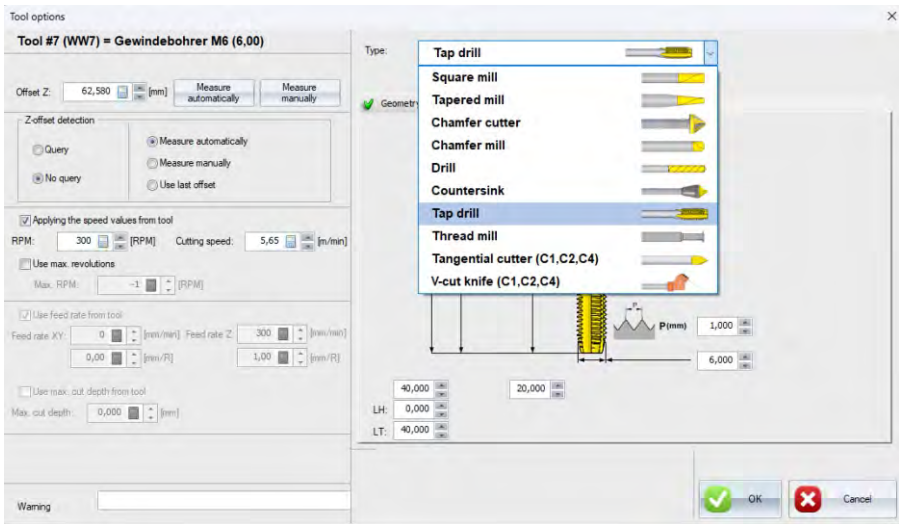 Tool options
Tool #7 (WW7) = Gewindebohrer M6 (6,00)
Type: Tap drill
Offset Z: 62,580 [mm] Measure automatically Measure manually
Z-offset detection
Query
No query
Measure automatically
Measure manually
Use last offset
Applying the speed values from tool
RPM: 300 [RPM] Cutting speed: 5,65 [m/min]
Use max. revolutions
Max. RPM: -1 [RPM]
Use feed rate from tool
Feed rate XY: 0 [mm/min] Feed rate Z: 300 [mm/min]
0,00 [mm/R] 1,00 [mm/R]
Use max. cut depth from tool
Max. cut depth: 0,000 [mm]
Warning
Geometry
Square mill
Tapered mill
Chamfer cutter
Chamfer mill
Drill
Countersink
Tap drill
Thread mill
Tangential cutter (C1,C2,C4)
V-cut knife (C1,C2,C4)
P
P(mm) 1,000
6,000
40,000 20,000
LH: 0,000
LT: 40,000
OK Cancel